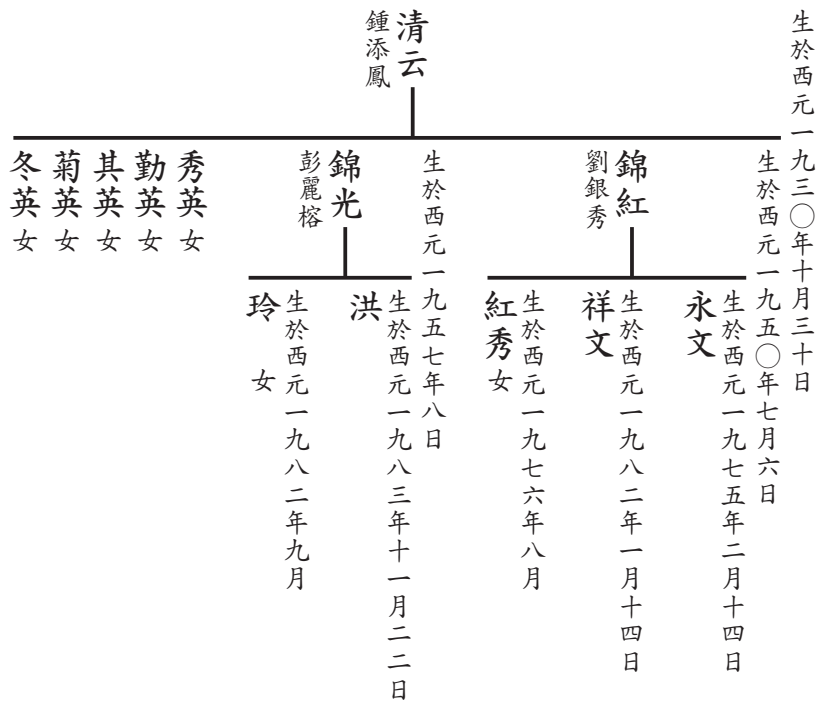 生於西元一九三〇年十月三十日
清云
鍾添鳳
生於西元一九五〇年七月六日
錦紅
劉銀秀
生於西元一九五七年八日
錦光
彭麗榕
秀英 女
勤英 女
其英 女
菊英 女
冬英 女
生於西元一九七五年二月十四日
永文
生於西元一九八二年一月十四日
祥文
生於西元一九七六年八月
紅秀 女
生於西元一九八三年十一月二二日
洪
生於西元一九八二年九月
玲 女